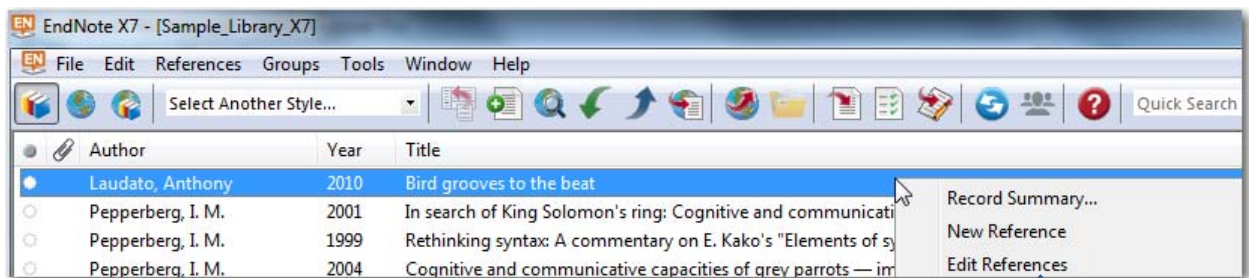 EN EndNote X7 - [Sample_Library_X7]
EN File Edit References Groups Tools Window Help
Select Another Style... ? Quick Search
Author Year Title
Laudato, Anthony 2010 Bird grooves to the beat
Record Summary...
Pepperberg, I. M. 2001 In search of King Solomon's ring: Cognitive and communicati
New Reference
Pepperberg, I. M. 1999 Rethinking syntax: A commentary on E. Kako's "Elements of sy
Edit References
Pepperberg, I. M. 2004 Cognitive and communicative capacities of grey parrots — im